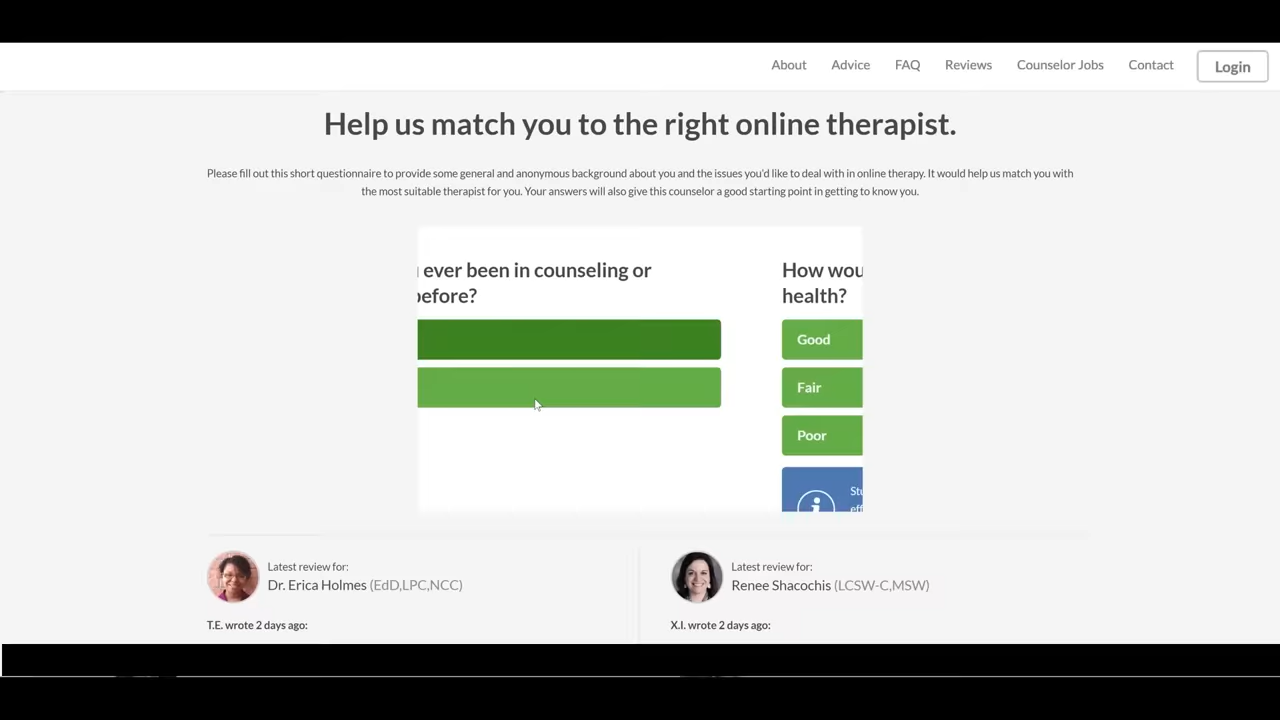 About Advice FAQ Reviews Counselor Jobs Contact Login
Help us match you to the right online therapist.
Please fill out this short questionnaire to provide some general and anonymous background about you and the issues you'd like to deal with in online therapy. It would help us match you with
the most suitable therapist for you. Your answers will also give this counselor a good starting point in getting to know you.
ever been in counseling or
before?
How wou
health?
Good
Fair
Poor
Stu
Latest review for:
Dr. Erica Holmes (EdD,LPC,NCC)
T.E. wrote 2 days ago:
Latest review for:
Renee Shacochis (LCSW-C,MSW)
X.I. wrote 2 days ago: